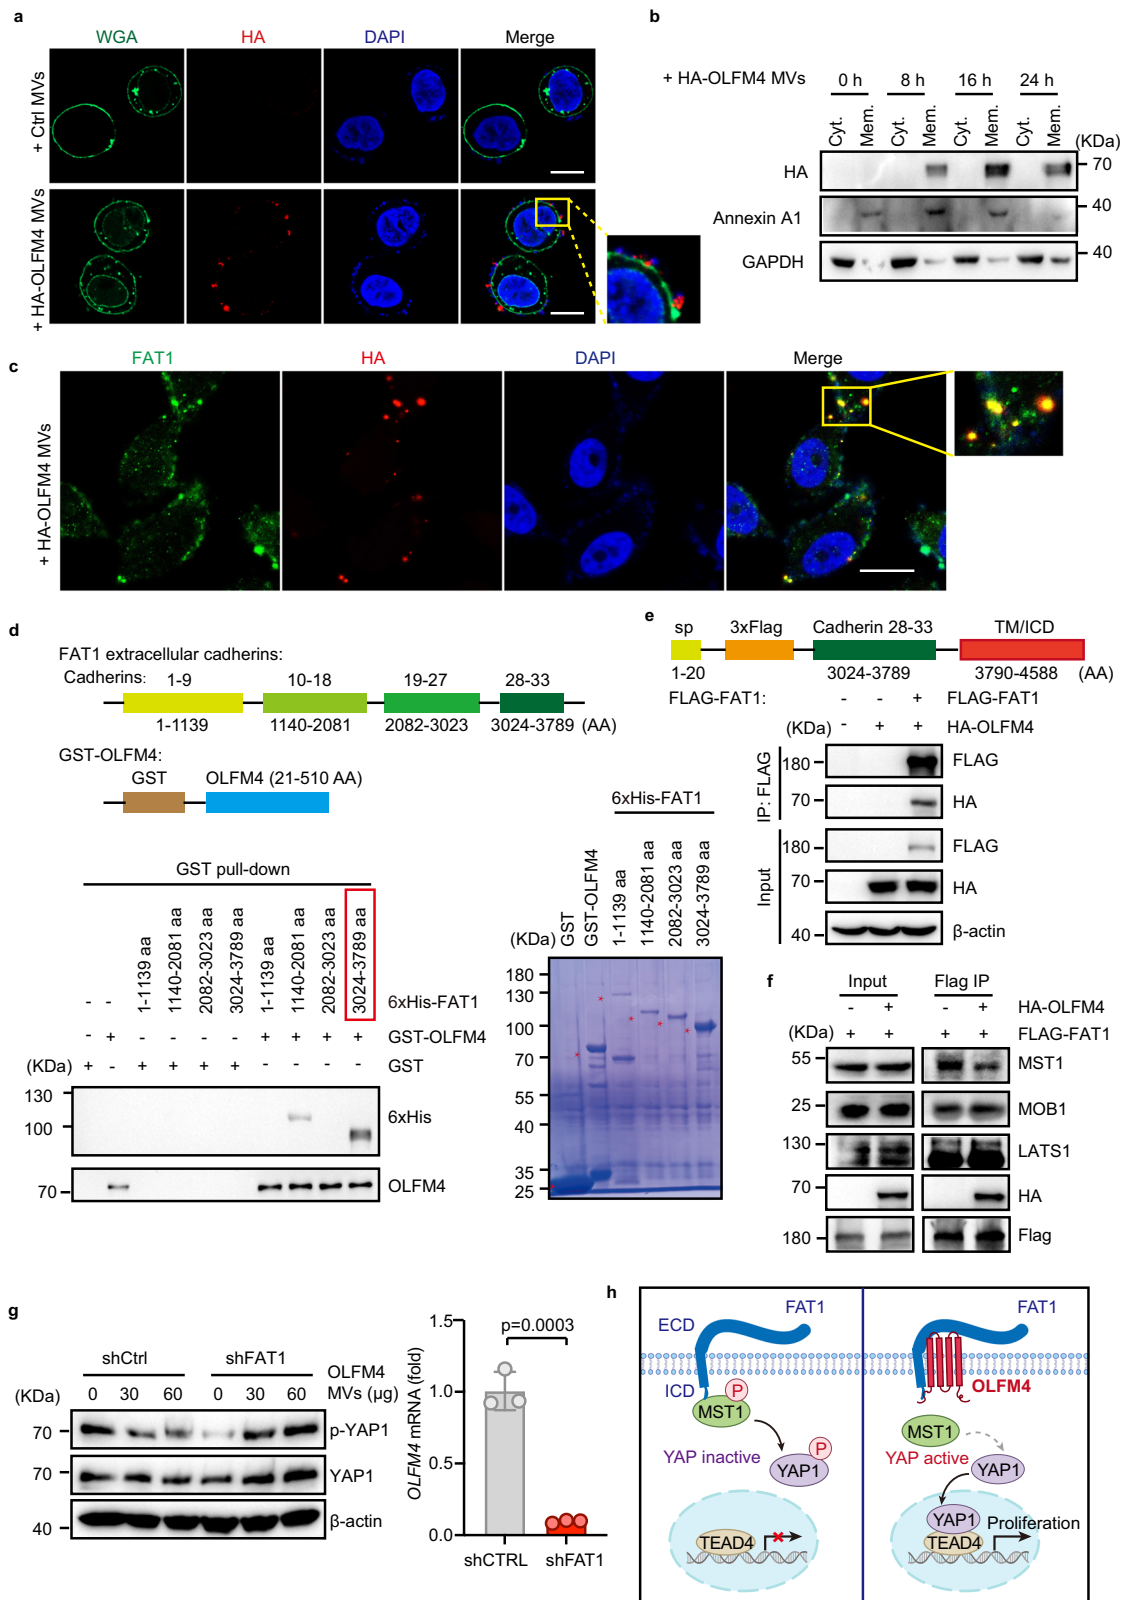 a
WGA
HA
DAPI
Merge
+ Ctrl MVs
+ HA-OLFM4 MVs
b
+ HA-OLFM4 MVs
0 h
8 h
16 h
24 h
Cyt.
Mem.
Cyt.
Mem.
Cyt.
Mem.
Cyt.
Mem.
(KDa)
HA
70
Annexin A1
40
GAPDH
40
c
FAT1
HA
DAPI
Merge
+ HA-OLFM4 MVs
d
FAT1 extracellular cadherins:
Cadherins: 1-9 10-18 19-27 28-33
1-1139 1140-2081 2082-3023 3024-3789 (AA)
GST-OLFM4:
GST OLFM4 (21-510 AA)
GST pull-down
1-1139 aa
1140-2081 aa
2082-3023 aa
3024-3789 aa
1-1139 aa
1140-2081 aa
2082-3023 aa
3024-3789 aa
- - 6xHis-FAT1
- + - - - - + + + + GST-OLFM4
+ - + + + + - - - - GST
(KDa)
130
100
6xHis
70
OLFM4
6xHis-FAT1
GST
GST-OLFM4
1-1139 aa
1140-2081 aa
2082-3023 aa
3024-3789 aa
(KDa)
180
130
100
70
55
40
35
25
* * * * * *
e
sp 3xFlag Cadherin 28-33 TM/ICD
1-20 3024-3789 3790-4588 (AA)
FLAG-FAT1: - - + FLAG-FAT1
(KDa) - + + HA-OLFM4
IP: FLAG
180 FLAG
70 HA
Input
180 FLAG
70 HA
40 β-actin
f
Input Flag IP
- + - + HA-OLFM4
(KDa) + + + + FLAG-FAT1
55 MST1
25 MOB1
130 LATS1
70 HA
180 Flag
g
shCtrl shFAT1 OLFM4
(KDa) 0 30 60 0 30 60 MVs (µg)
70 p-YAP1
70 YAP1
40 β-actin
OLFM4 mRNA (fold)
1.5
1.0
0.5
0.0
p=0.0003
shCTRL shFAT1
h
FAT1
ECD
ICD
P
MST1
YAP inactive
P
YAP1
TEAD4
FAT1
OLFM4
MST1
YAP active
YAP1
YAP1
TEAD4
Proliferation